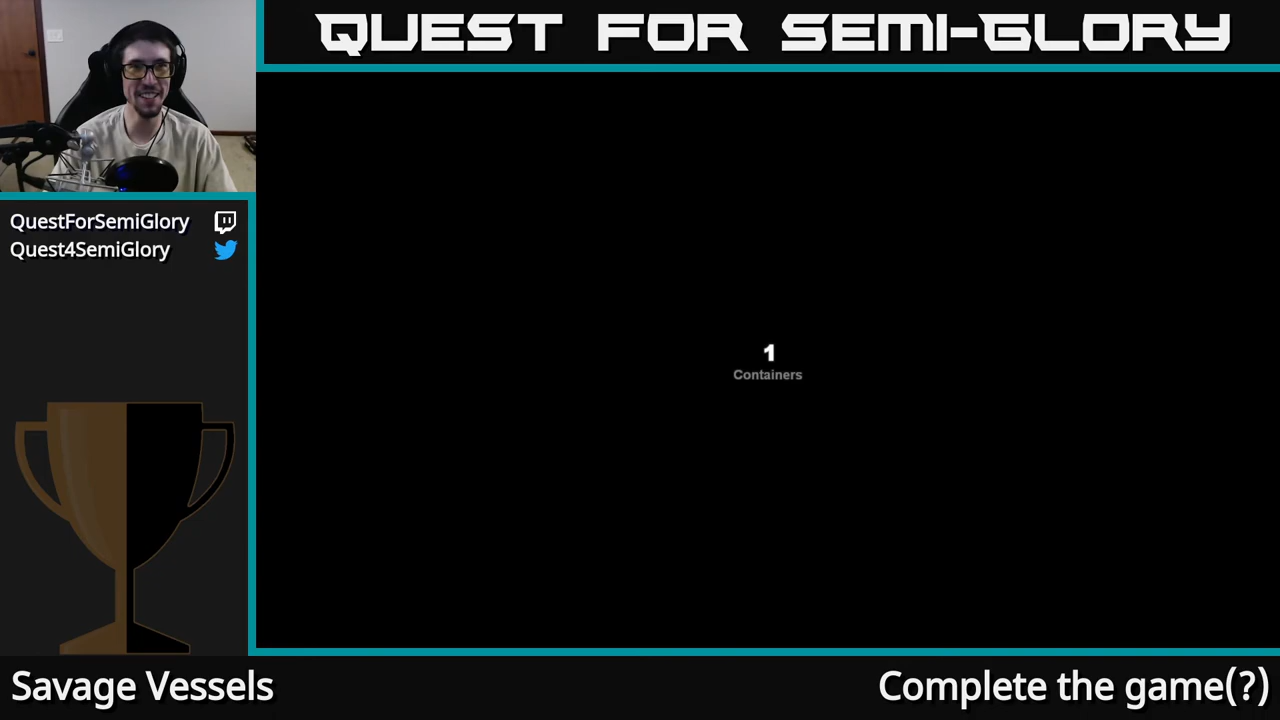 QUEST FOR SEMI-GLORY
QuestForSemiGlory
Quest4SemiGlory
1
Containers
Savage Vessels
Complete the game(?)